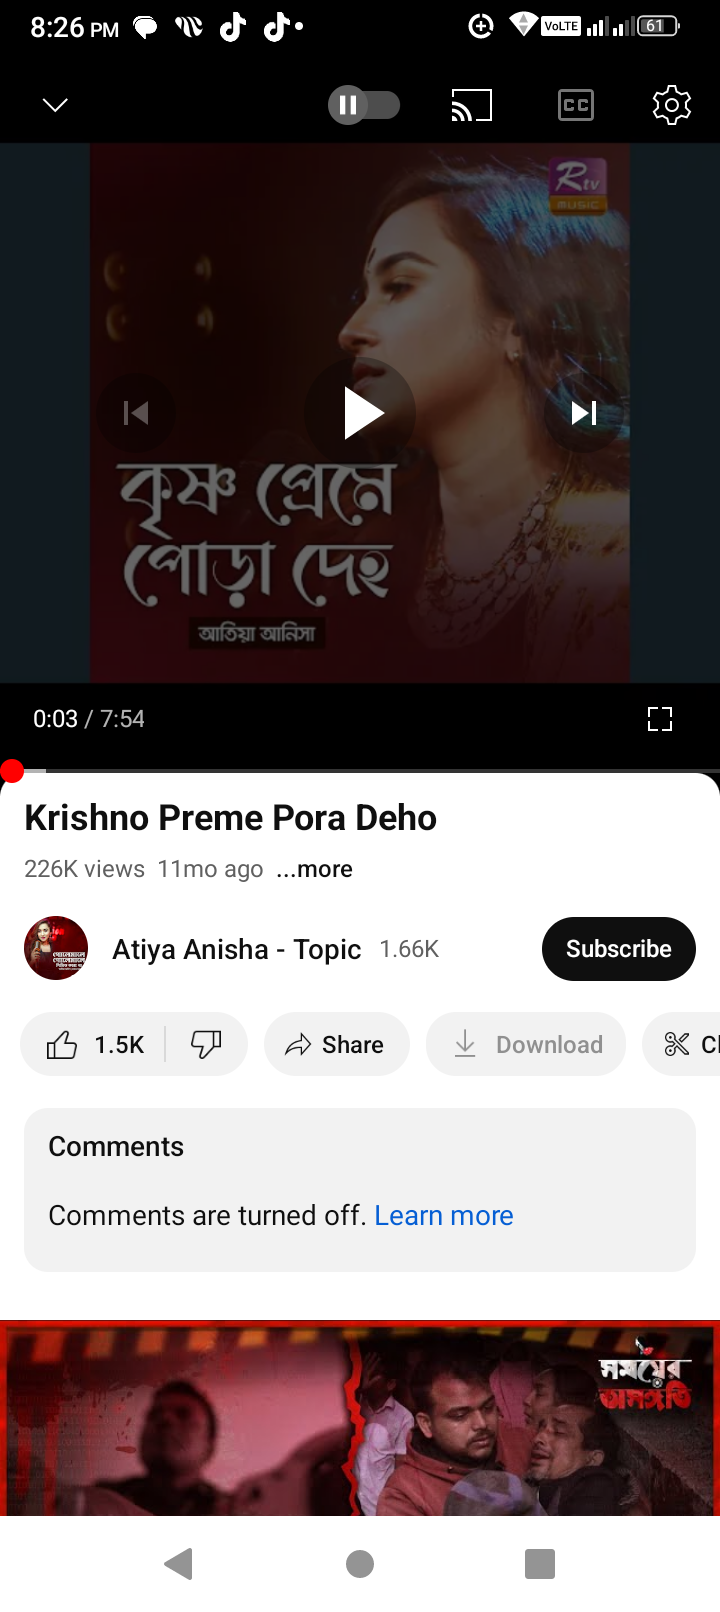 8:26 PM
VoLTE
61
CC
Rtv
MUSIC
কৃষ্ণ প্রেমে
পোড়া দেহ
আতিয়া আনিসা
0:03 / 7:54
Krishno Preme Pora Deho
226K views 11mo ago ...more
Atiya Anisha - Topic 1.66K
Subscribe
1.5K
Share
Download
Cl
Comments
Comments are turned off. Learn more
সময়ের
অসঙ্গতি